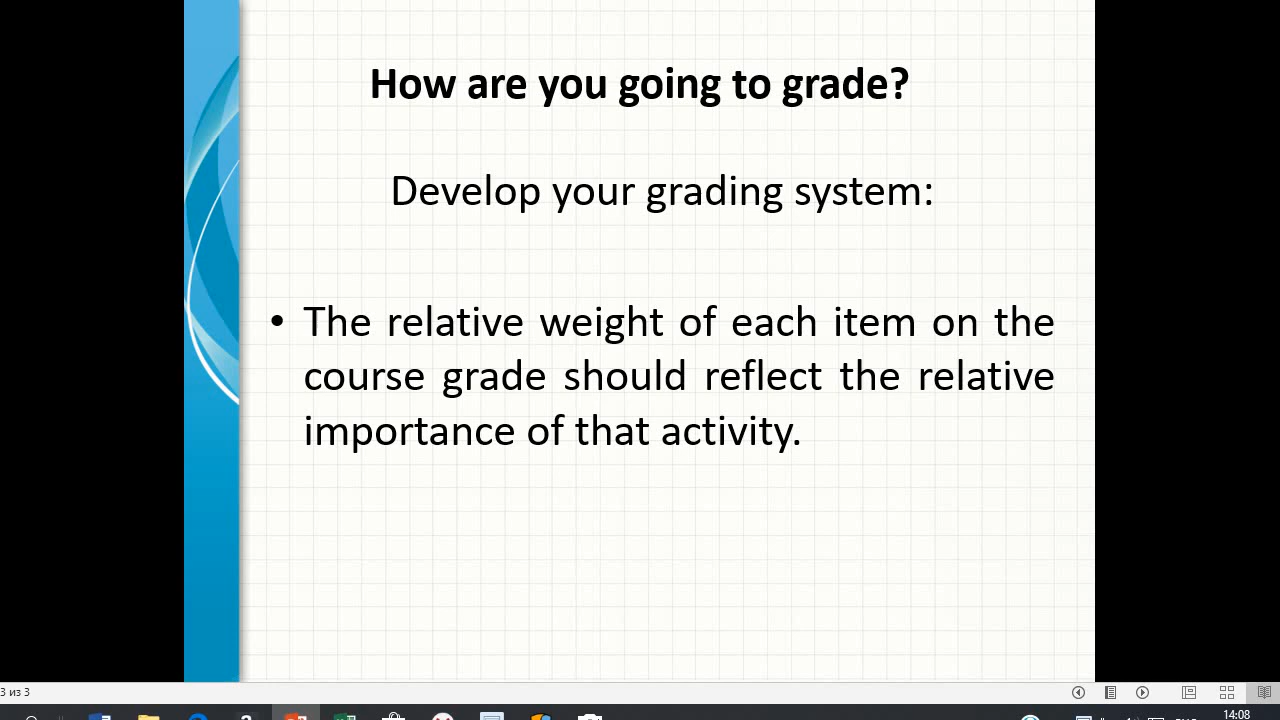 How are you going to grade?
Develop your grading system:
• The relative weight of each item on the
course grade should reflect the relative
importance of that activity.
3 из 3
14:08